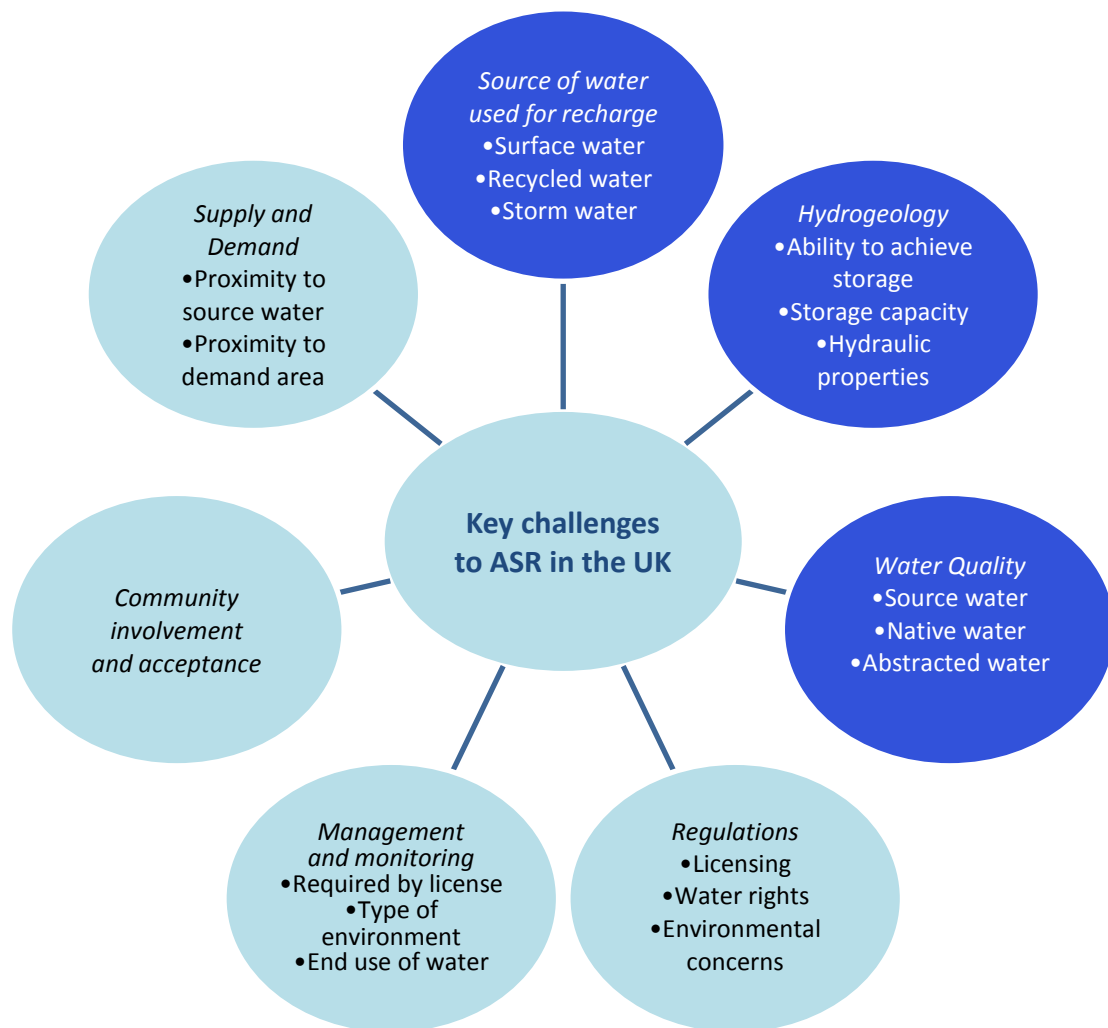 Key challenges
to ASR in the UK
Source of water
used for recharge
•Surface water
•Recycled water
•Storm water
Hydrogeology
•Ability to achieve
storage
•Storage capacity
•Hydraulic
properties
Water Quality
•Source water
•Native water
•Abstracted water
Regulations
•Licensing
•Water rights
•Environmental
concerns
Management
and monitoring
•Required by license
•Type of
environment
•End use of water
Community
involvement
and acceptance
Supply and
Demand
•Proximity to
source water
•Proximity to
demand area